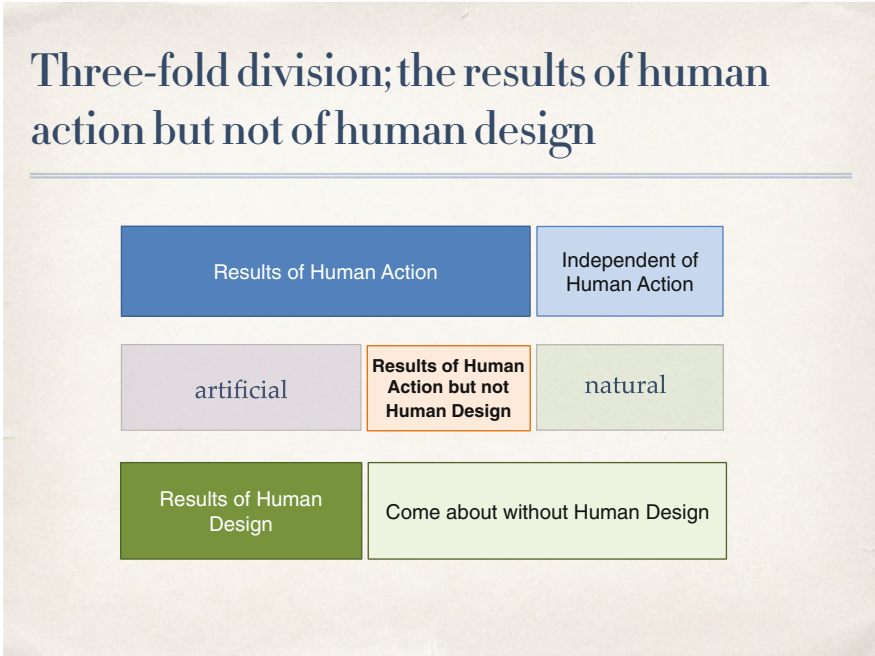 Three-fold division; the results of human
action but not of human design
Results of Human Action
Independent of
Human Action
artificial
Results of Human
Action but not
Human Design
natural
Results of Human
Design
Come about without Human Design